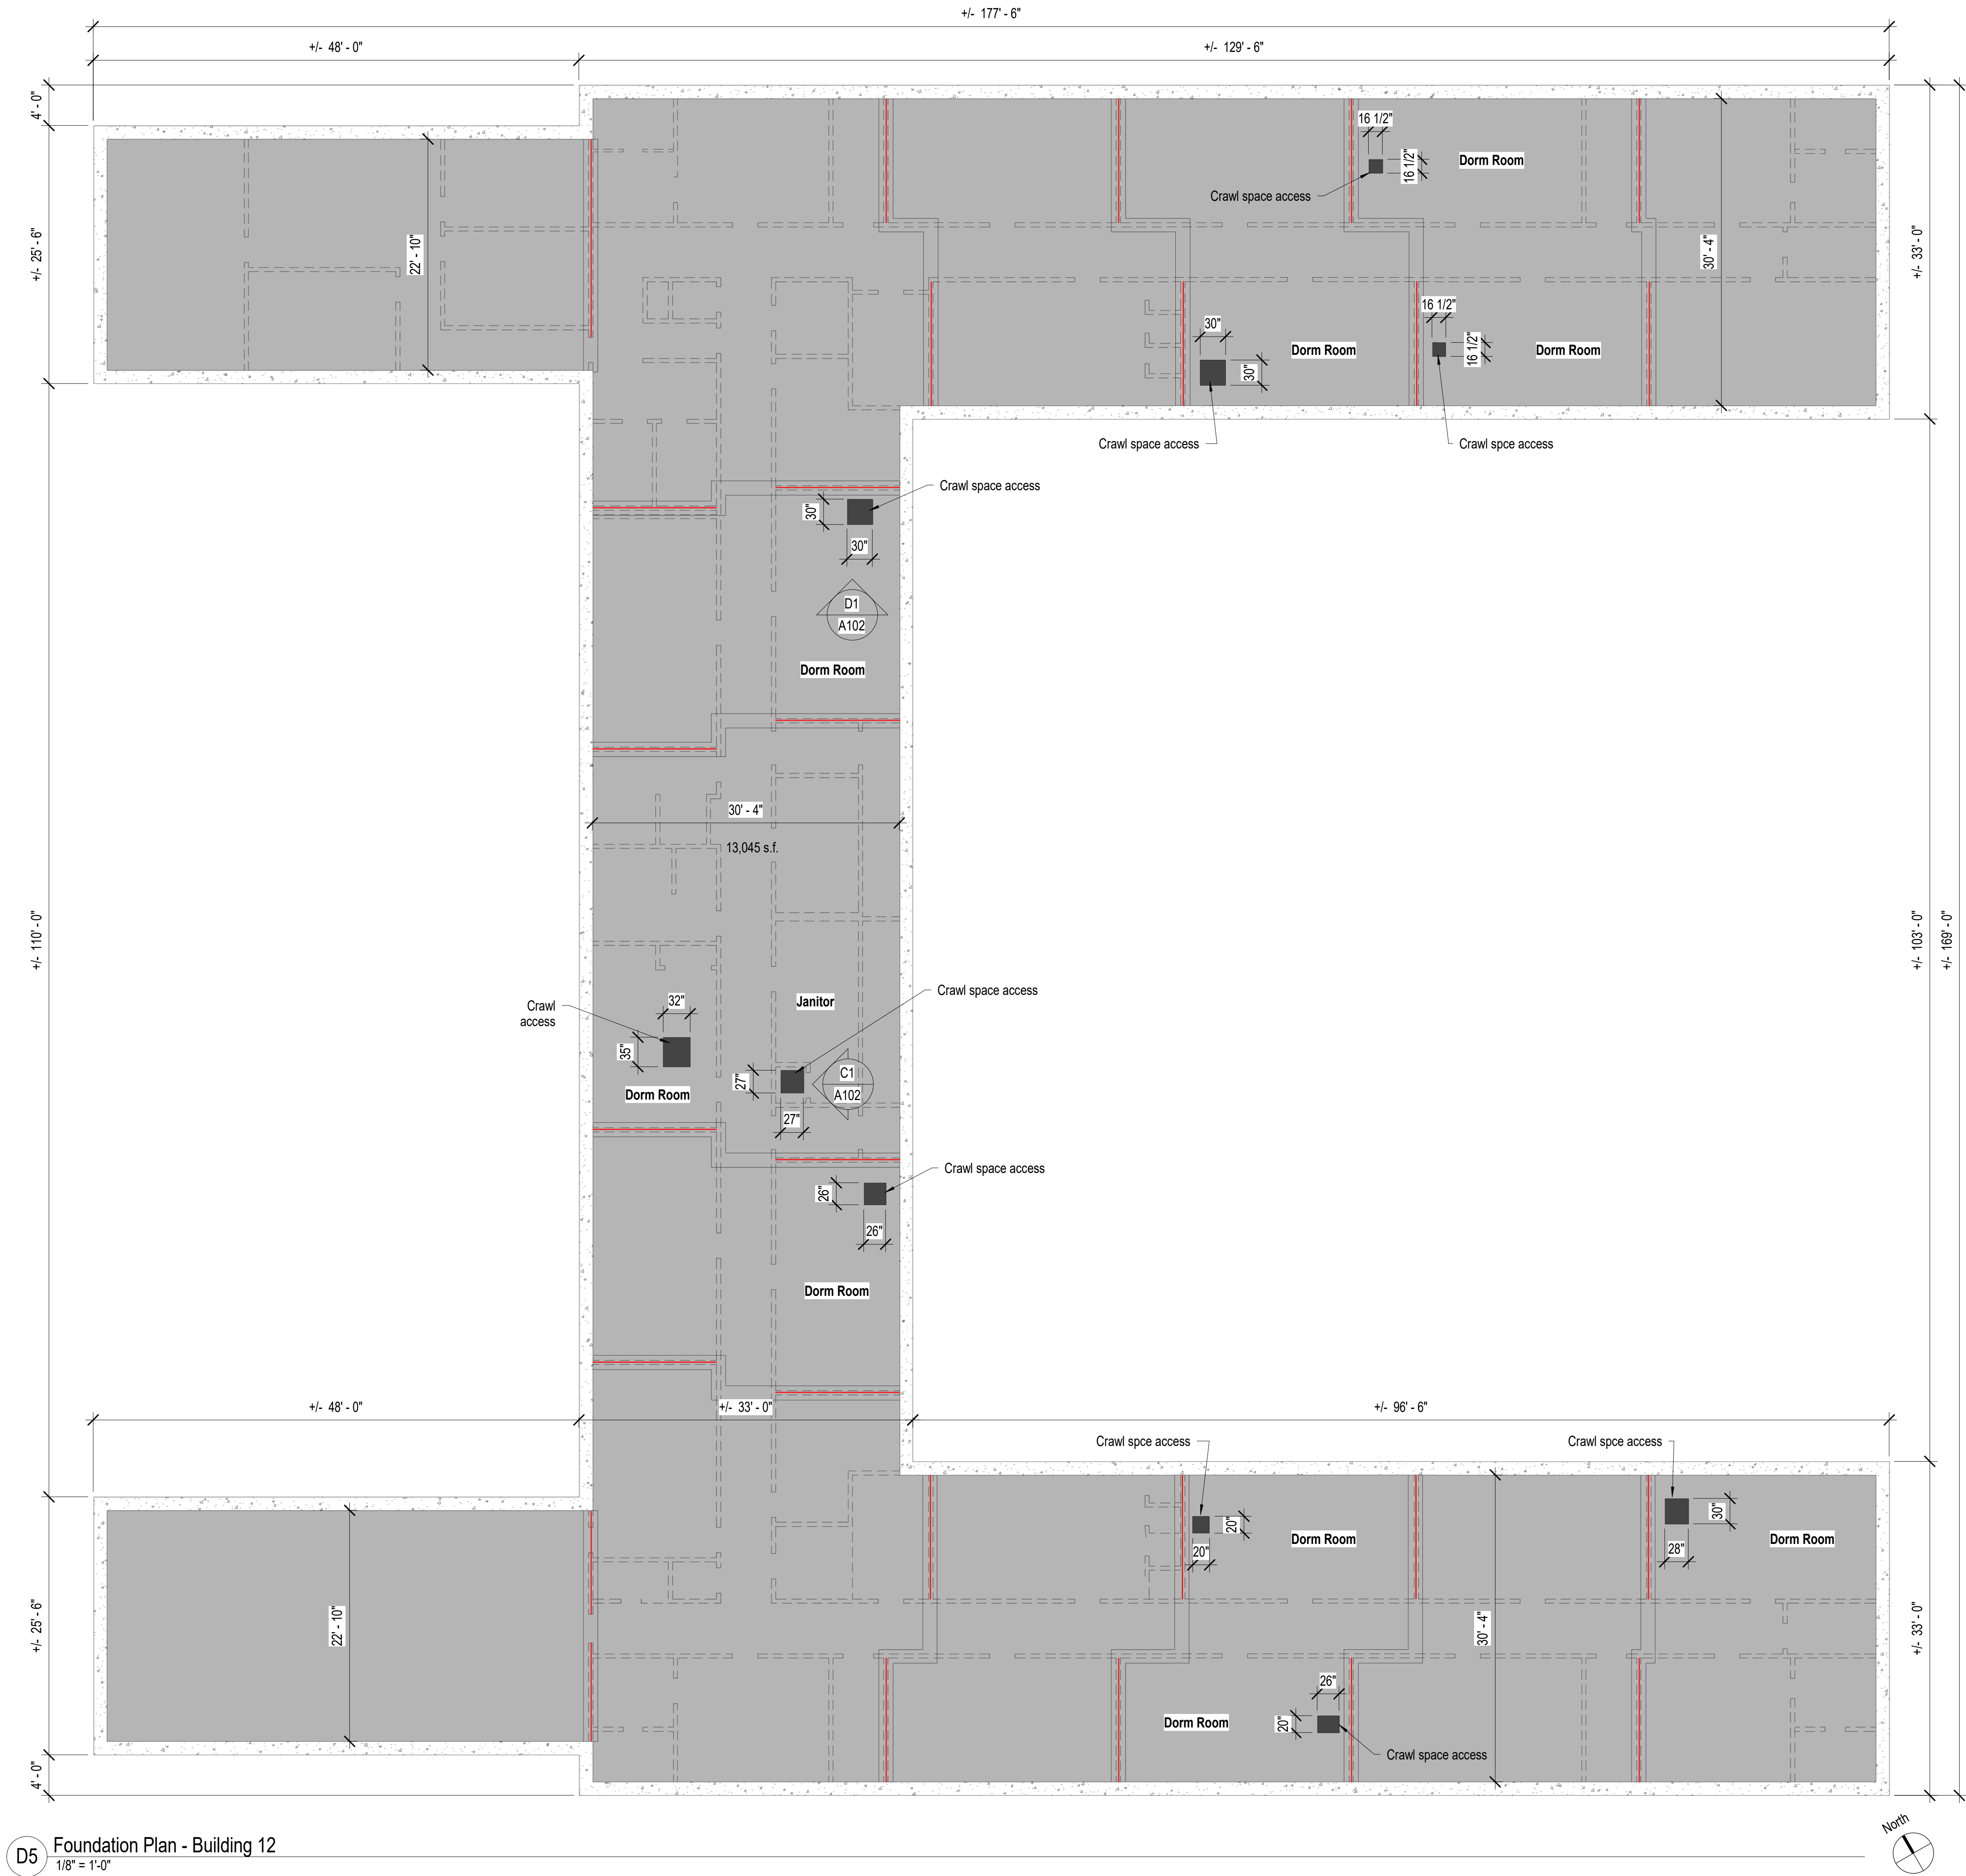 +/- 177' - 6"
+/- 48' - 0"
+/- 129' - 6"
4' - 0"
+/- 25' - 6"
22' - 10"
16 1/2"
16 1/2"
Dorm Room
Crawl space access
30' - 4"
+/- 33' - 0"
16 1/2"
16 1/2"
30"
30"
Dorm Room
Dorm Room
Crawl space access
Crawl spce access
Crawl space access
30"
30"
D1
A102
Dorm Room
30' - 4"
13,045 s.f.
+/- 110' - 0"
+/- 103' - 0"
+/- 169' - 0"
Crawl
access
32"
35"
Dorm Room
Janitor
Crawl space access
27"
27"
C1
A102
Crawl space access
26"
26"
Dorm Room
+/- 48' - 0"
+/- 33' - 0"
+/- 96' - 6"
Crawl spce access
Crawl spce access
20"
20"
Dorm Room
30"
28"
Dorm Room
+/- 25' - 6"
22' - 10"
30' - 4"
+/- 33' - 0"
26"
20"
Dorm Room
Crawl space access
4' - 0"
North
D5
Foundation Plan - Building 12
1/8" = 1'-0"